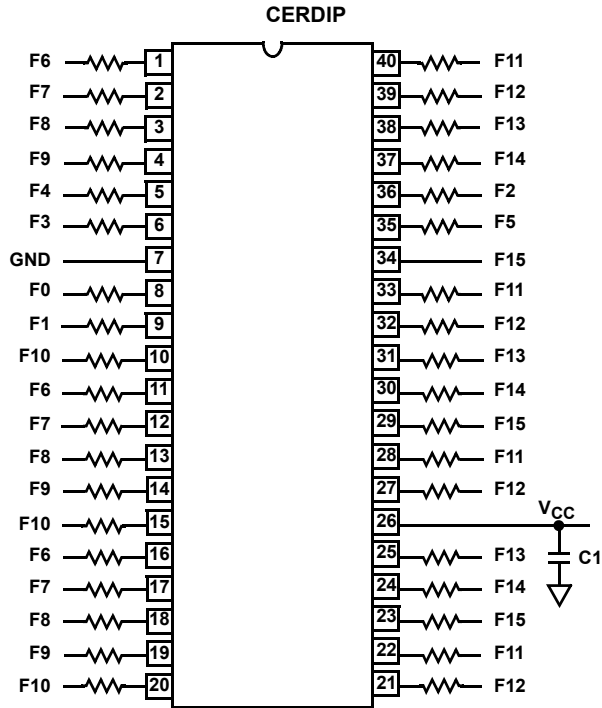 CERDIP
F6 1 40 F11
F7 2 39 F12
F8 3 38 F13
F9 4 37 F14
F4 5 36 F2
F3 6 35 F5
GND 7 34 F15
F0 8 33 F11
F1 9 32 F12
F10 10 31 F13
F6 11 30 F14
F7 12 29 F15
F8 13 28 F11
F9 14 27 F12
F10 15 26 VCC
F6 16 25 F13 C1
F7 17 24 F14
F8 18 23 F15
F9 19 22 F11
F10 20 21 F12